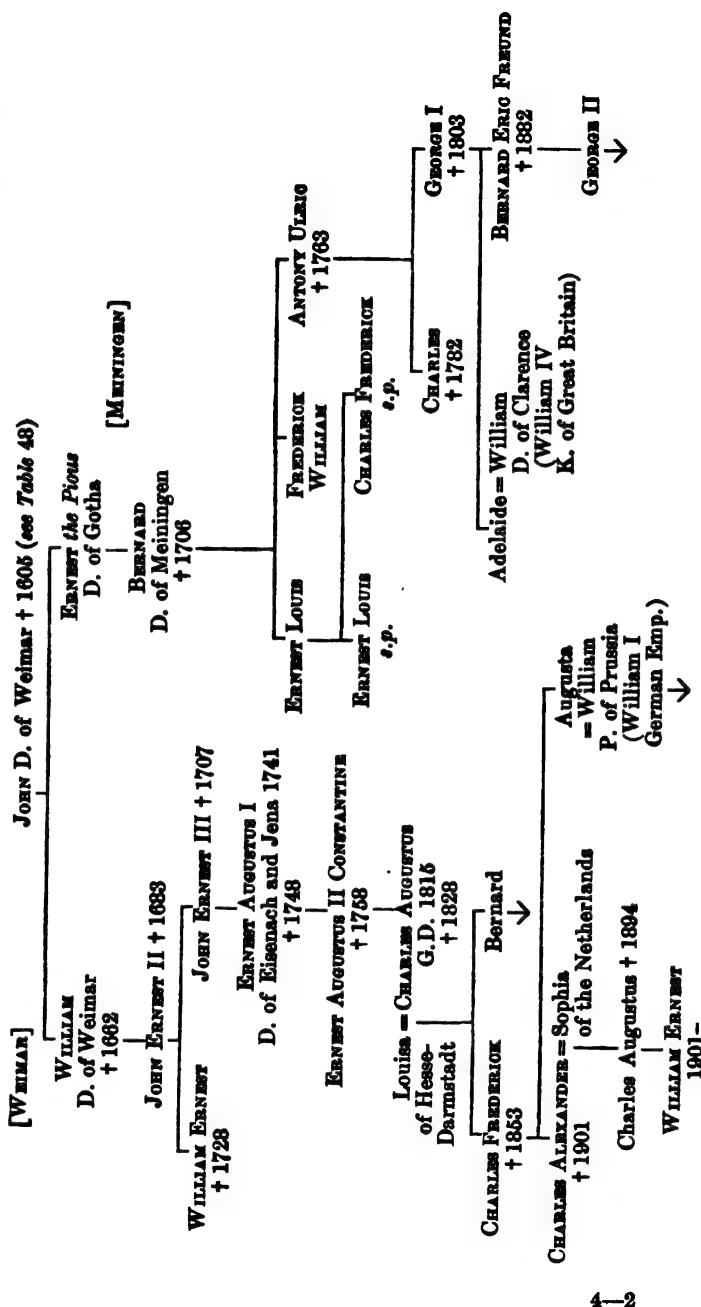 JOHN D. of Weimar † 1605 (see Table 48)
[WEIMAR]
WILLIAM
D. of Weimar
† 1662
ERNEST the Pious
D. of Gotha
[MEININGEN]
BERNARD
D. of Meiningen
† 1706
JOHN ERNEST II † 1683
WILLIAM ERNEST
† 1728
JOHN ERNEST III † 1707
ERNEST AUGUSTUS I
D. of Eisenach and Jena 1741
† 1748
ERNEST AUGUSTUS II CONSTANTINE
† 1758
Louisa = CHARLES AUGUSTUS
of Hesse-
Darmstadt
G.D. 1815
† 1828
CHARLES FREDERICK
† 1853
Bernard
CHARLES ALEXANDER = Sophia
† 1901
of the Netherlands
Augusta
= William
P. of Prussia
(William I
German Emp.)
Charles Augustus † 1894
WILLIAM ERNEST
1901–
ERNEST LOUIS
FREDERICK
WILLIAM
ANTONY ULRIC
† 1763
ERNEST LOUIS
s.p.
CHARLES FREDERICK
s.p.
CHARLES
† 1782
GEORGE I
† 1803
Adelaide = William
D. of Clarence
(William IV
K. of Great Britain)
BERNARD ERIC FREUND
† 1882
GEORGE II
4—2